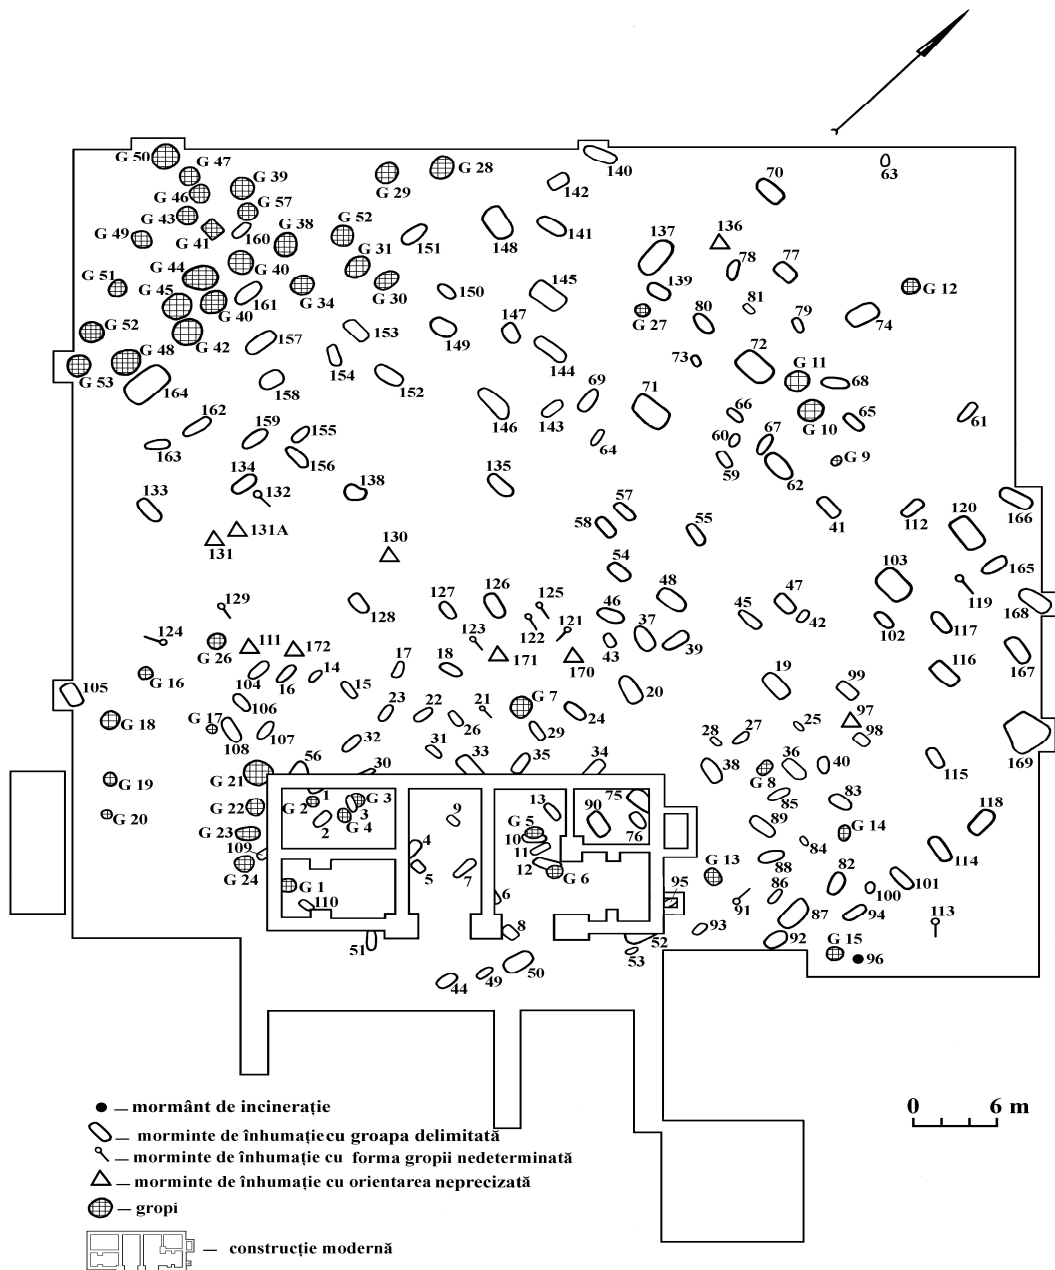 G 50
G 47
G 39
G 28
G 29
140
63
70
142
G 46
G 57
G 43
G 38
G 52
G 49
G 41
160
151
148
141
137
136
G 31
78
77
G 44
G 40
G 51
G 45
161
G 34
G 30
150
145
139
G 12
81
G 40
G 27
80
79
74
G 52
G 42
157
153
149
147
G 48
154
144
73
72
G 11
G 53
164
158
152
69
71
68
162
146
143
66
G 10
65
61
159
155
64
60
67
163
156
59
G 9
134
135
62
132
138
133
57
41
112
120
166
58
55
131A
131
130
54
103
165
48
119
168
129
128
127
126
125
46
45
47
42
124
122
121
37
102
117
G 26
111
172
123
43
39
171
170
167
G 16
104
16
14
17
18
116
105
15
20
19
99
106
23
22
21
G 7
24
97
G 18
G 17
26
28
27
25
98
108
107
32
29
169
56
31
33
35
34
36
40
115
30
38
G 21
G 8
G 19
75
85
83
118
G 2
1
G 3
9
13
90
G 20
G 22
3
G 5
89
G 14
2
G 4
76
G 23
4
10
84
109
11
114
G 24
5
7
12
G 6
88
82
G 13
G 1
101
95
86
100
6
91
110
87
94
113
8
93
51
52
92
G 15
53
96
50
44
49
0 6 m
— mormânt de incinerație
— morminte de înhumație cu groapa delimitată
— morminte de înhumație cu forma gropii nedeterminată
— morminte de înhumație cu orientarea neprecizată
— gropi
— construcție modernă